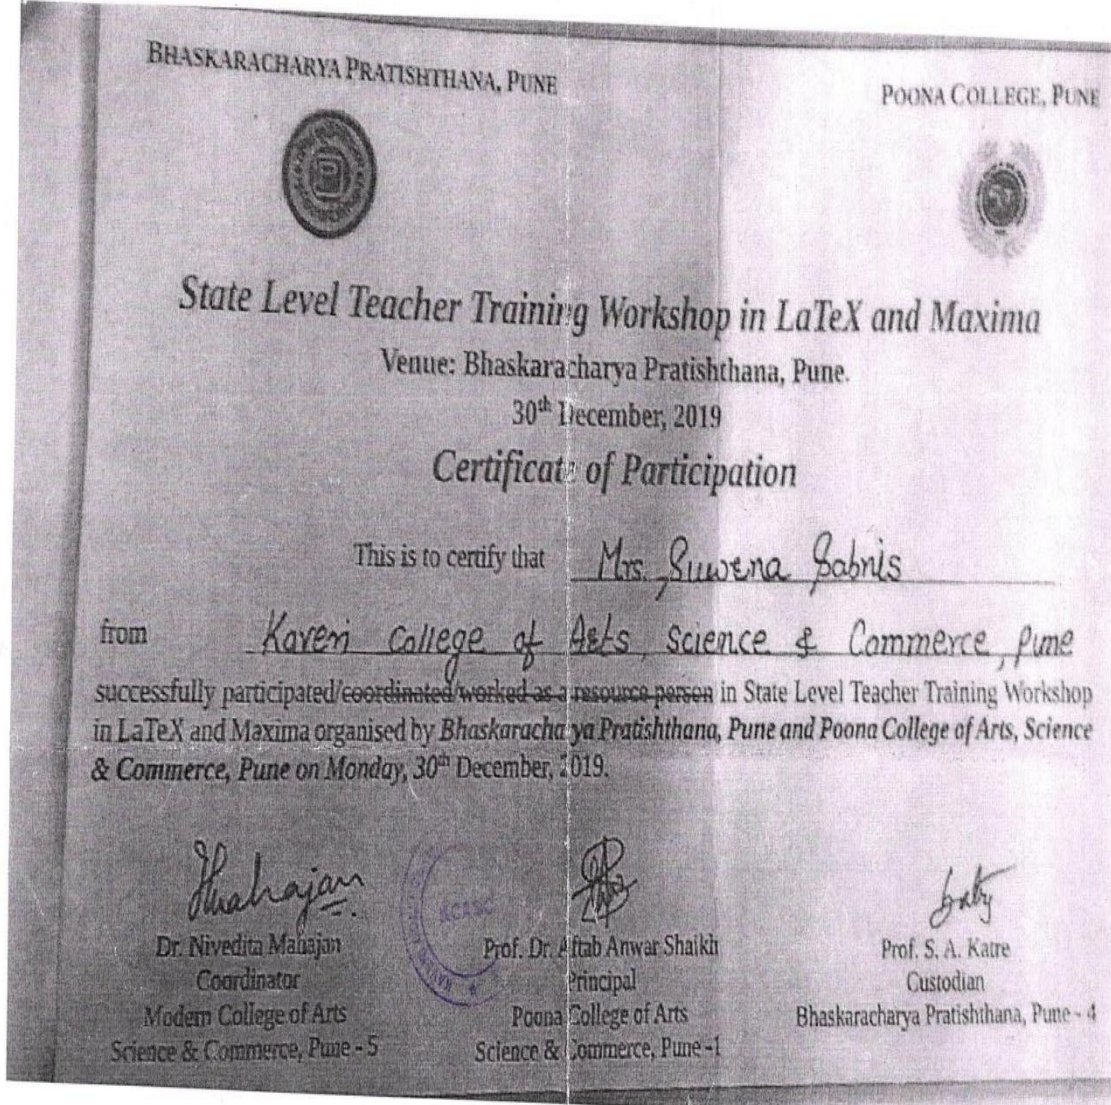 BHASKARACHARYA PRATISHTHANA, PUNE
POONA COLLEGE, PUNE
State Level Teacher Training Workshop in LaTeX and Maxima
Venue: Bhaskaracharya Pratishthana, Pune.
30th December, 2019
Certificate of Participation
This is to certify that Mrs. Suwena Sabnis
from Kaveri College of Arts, Science & Commerce, Pune
successfully participated/coordinated/worked as a resource person in State Level Teacher Training Workshop
in LaTeX and Maxima organised by Bhaskaracharya Pratishthana, Pune and Poona College of Arts, Science
& Commerce, Pune on Monday, 30th December, 2019.
Dr. Nivedita Mahajan
Coordinator
Modern College of Arts
Science & Commerce, Pune - 5
Prof. Dr. Aftab Anwar Shaikh
Principal
Poona College of Arts
Science & Commerce, Pune -1
Prof. S. A. Katre
Custodian
Bhaskaracharya Pratishthana, Pune - 4